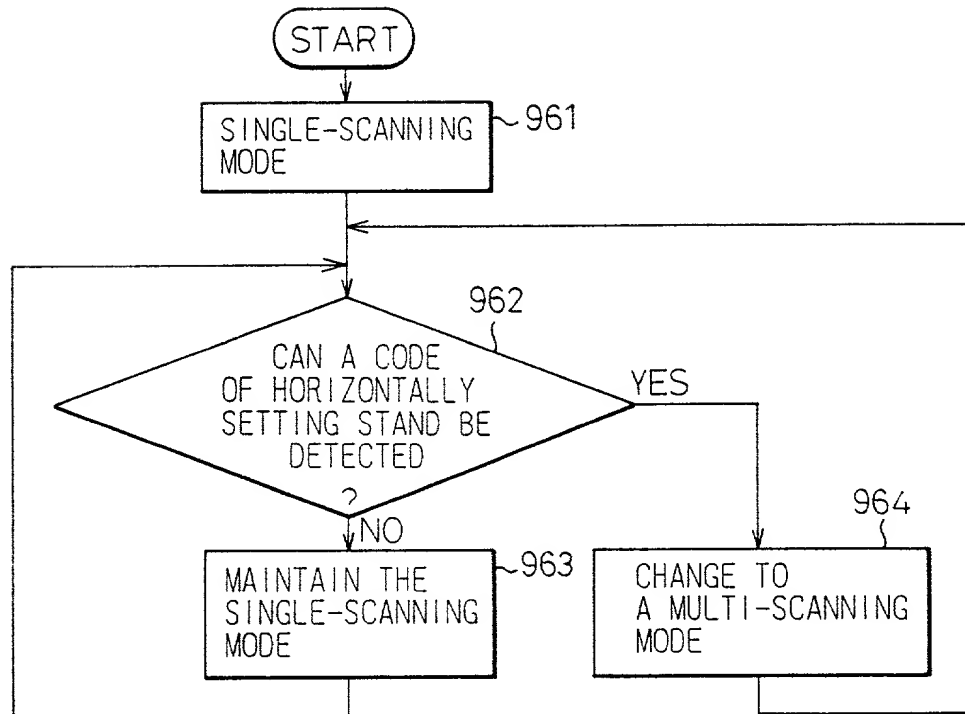 START
SINGLE-SCANNING
MODE
961
962
CAN A CODE
OF HORIZONTALLY
SETTING STAND BE
DETECTED
?
YES
NO
963
MAINTAIN THE
SINGLE-SCANNING
MODE
964
CHANGE TO
A MULTI-SCANNING
MODE